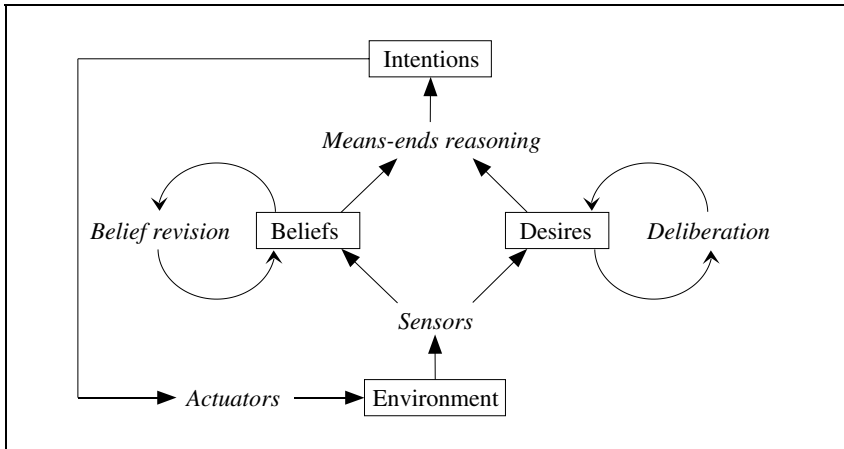 Intentions
Means-ends reasoning
Belief revision
Beliefs
Desires
Deliberation
Sensors
Actuators
Environment